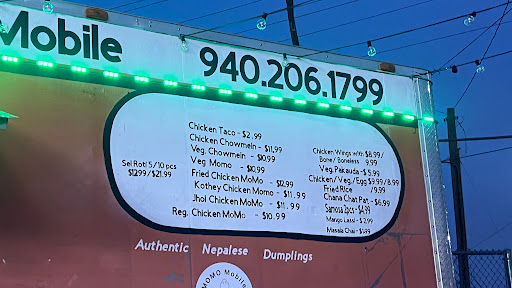 Mobile
940.206.1799
Sel Roti 5/10 pcs
$12.99/$21.99
Chicken Taco - $2.99
Chicken Chowmein - $11.99
Veg. Chowmein - $10.99
Veg Momo - $10.99
Fried Chicken MoMo - $12.99
Kothey Chicken Momo - $11.99
Jhol Chicken MoMo - $11.99
Reg. Chicken MoMo - $10.99
Chicken Wings with $8.99/
Bone/Boneless 9.99
Veg. Pakauda - $5.99
Chicken/Veg/Egg $9.99/8.99
Fried Rice /9.99
Chana Chat Pat - $6.99
Samosa 2pcs - $4.99
Mango Lassi - $2.99
Masala Chai - $1.99
Authentic Nepalese Dumplings
MOMO Mobile